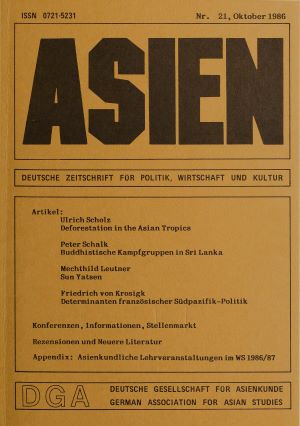 ISSN 0721-5231 Nr. 21, Oktober 1986
ASIEN
DEUTSCHE ZEITSCHRIFT FÜR POLITIK, WIRTSCHAFT UND KULTUR
Artikel:
Ulrich Scholz
Deforestation in the Asian Tropics
Peter Schalk
Buddhistische Kampfgruppen in Sri Lanka
Mechthild Leutner
Sun Yatsen
Friedrich von Krosigk
Determinanten französischer Südpazifik-Politik
Konferenzen, Informationen, Stellenmarkt
Rezensionen und Neuere Literatur
Appendix: Asienkundliche Lehrveranstaltungen im WS 1986/87
DGA
DEUTSCHE GESELLSCHAFT FÜR ASIENKUNDE
GERMAN ASSOCIATION FOR ASIAN STUDIES